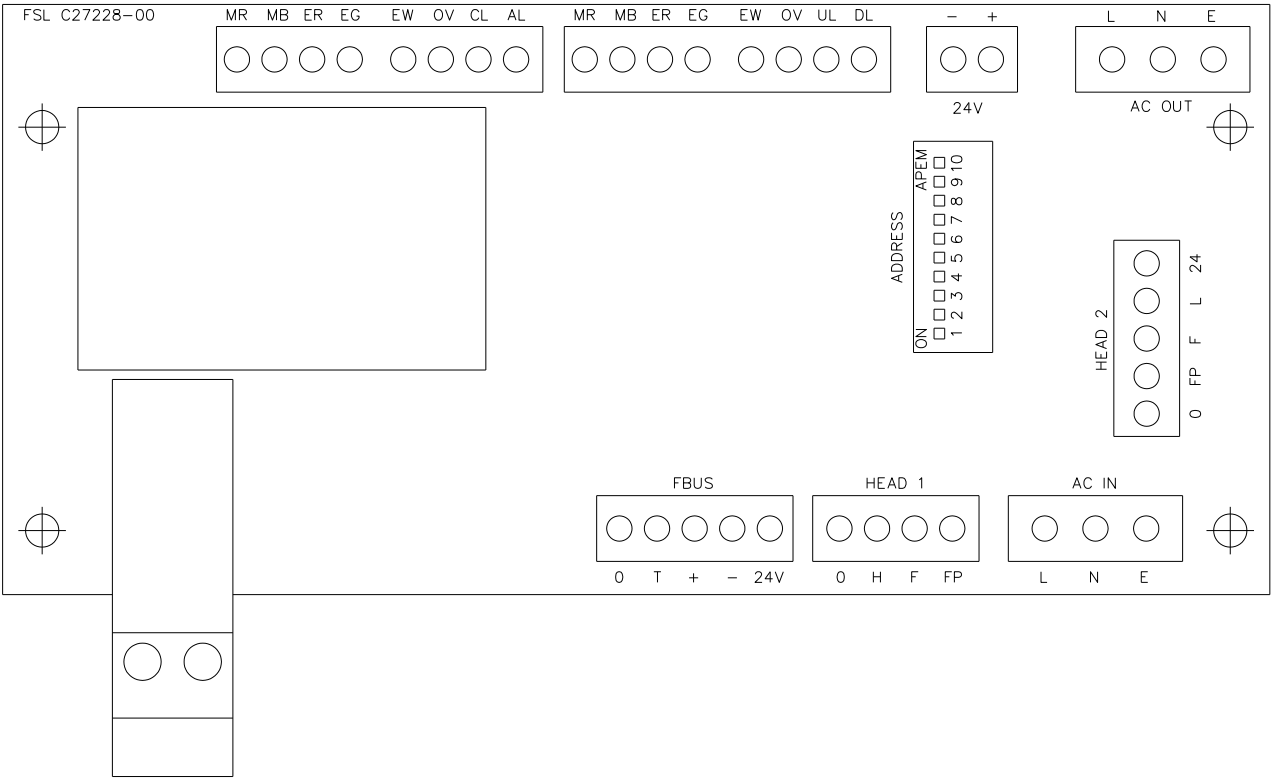 FSL C27228-00
MR MB ER EG EW OV CL AL
MR MB ER EG EW OV UL DL
- +
24V
L N E
AC OUT
ADDRESS
ON APEM
1 2 3 4 5 6 7 8 9 10
HEAD 2
0 FP F L 24
FBUS
0 T + - 24V
HEAD 1
0 H F FP
AC IN
L N E